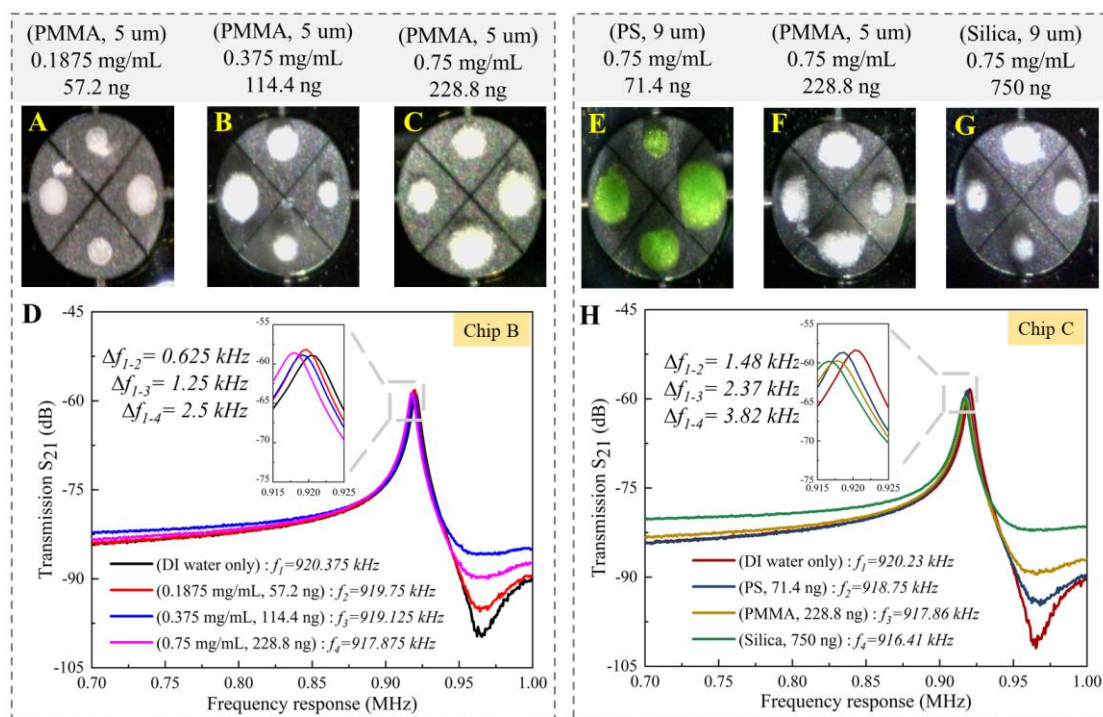 (PMMA, 5 um)
0.1875 mg/mL
57.2 ng
(PMMA, 5 um)
0.375 mg/mL
114.4 ng
(PMMA, 5 um)
0.75 mg/mL
228.8 ng
A
B
C
D
-45
-60
-75
-90
-105
Transmission S21 (dB)
Chip B
Δf1-2= 0.625 kHz
Δf1-3= 1.25 kHz
Δf1-4= 2.5 kHz
-55
-60
-65
-70
-75
0.915
0.920
0.925
(DI water only) : f1=920.375 kHz
(0.1875 mg/mL, 57.2 ng) : f2=919.75 kHz
(0.375 mg/mL, 114.4 ng) : f3=919.125 kHz
(0.75 mg/mL, 228.8 ng) : f4=917.875 kHz
0.70
0.75
0.80
0.85
0.90
0.95
1.00
Frequency response (MHz)
(PS, 9 um)
0.75 mg/mL
71.4 ng
(PMMA, 5 um)
0.75 mg/mL
228.8 ng
(Silica, 9 um)
0.75 mg/mL
750 ng
E
F
G
H
-45
-60
-75
-90
-105
Transmission S21 (dB)
Chip C
Δf1-2= 1.48 kHz
Δf1-3= 2.37 kHz
Δf1-4= 3.82 kHz
-55
-60
-65
-70
-75
0.915
0.920
0.925
(DI water only) : f1=920.23 kHz
(PS, 71.4 ng) : f2=918.75 kHz
(PMMA, 228.8 ng) : f3=917.86 kHz
(Silica, 750 ng) : f4=916.41 kHz
0.70
0.75
0.80
0.85
0.90
0.95
1.00
Frequency response (MHz)